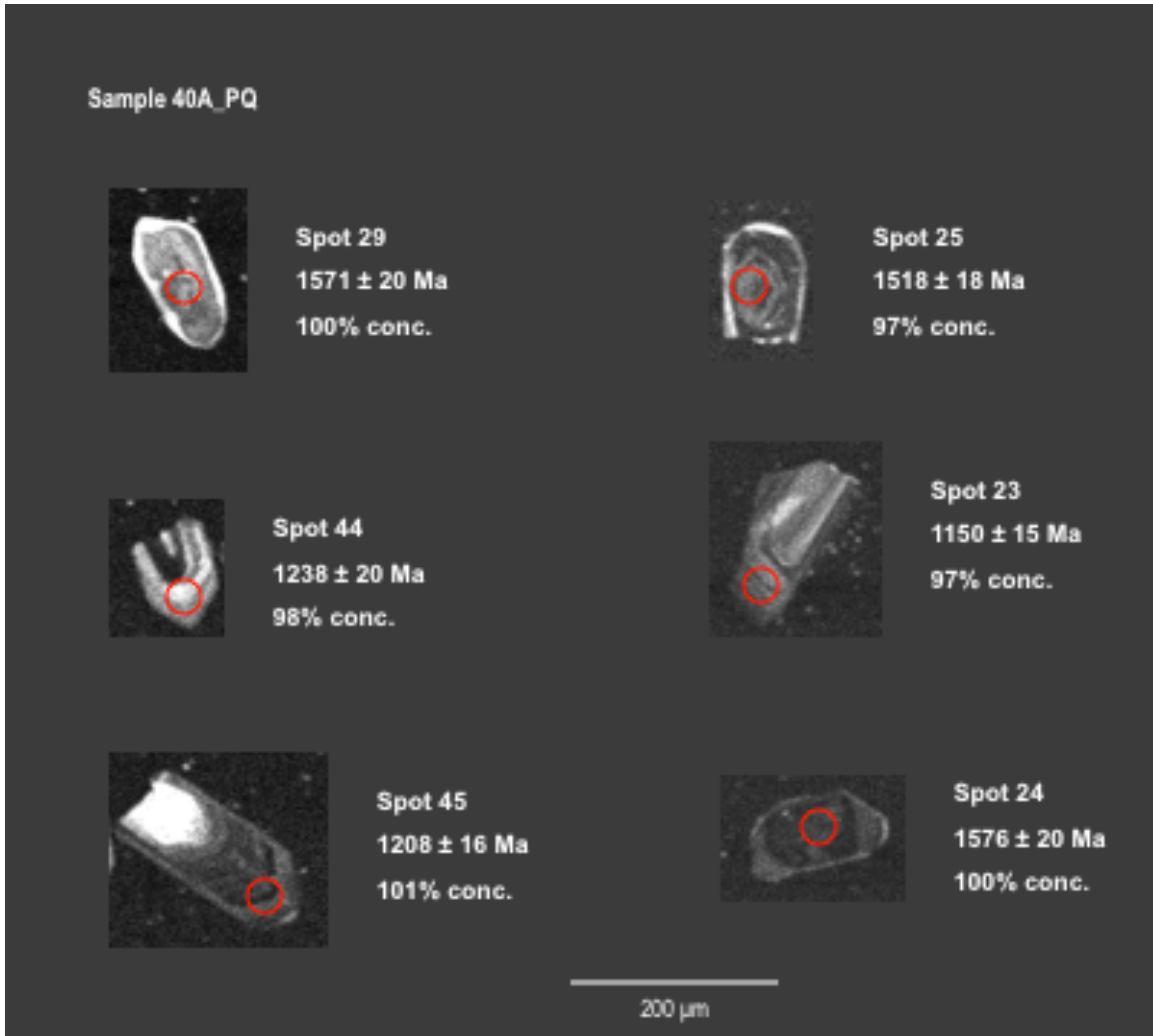 Sample 40A_PQ
Spot 29
1571 ± 20 Ma
100% conc.
Spot 25
1518 ± 18 Ma
97% conc.
Spot 44
1238 ± 20 Ma
98% conc.
Spot 23
1150 ± 15 Ma
97% conc.
Spot 45
1208 ± 16 Ma
101% conc.
Spot 24
1576 ± 20 Ma
100% conc.
200 µm